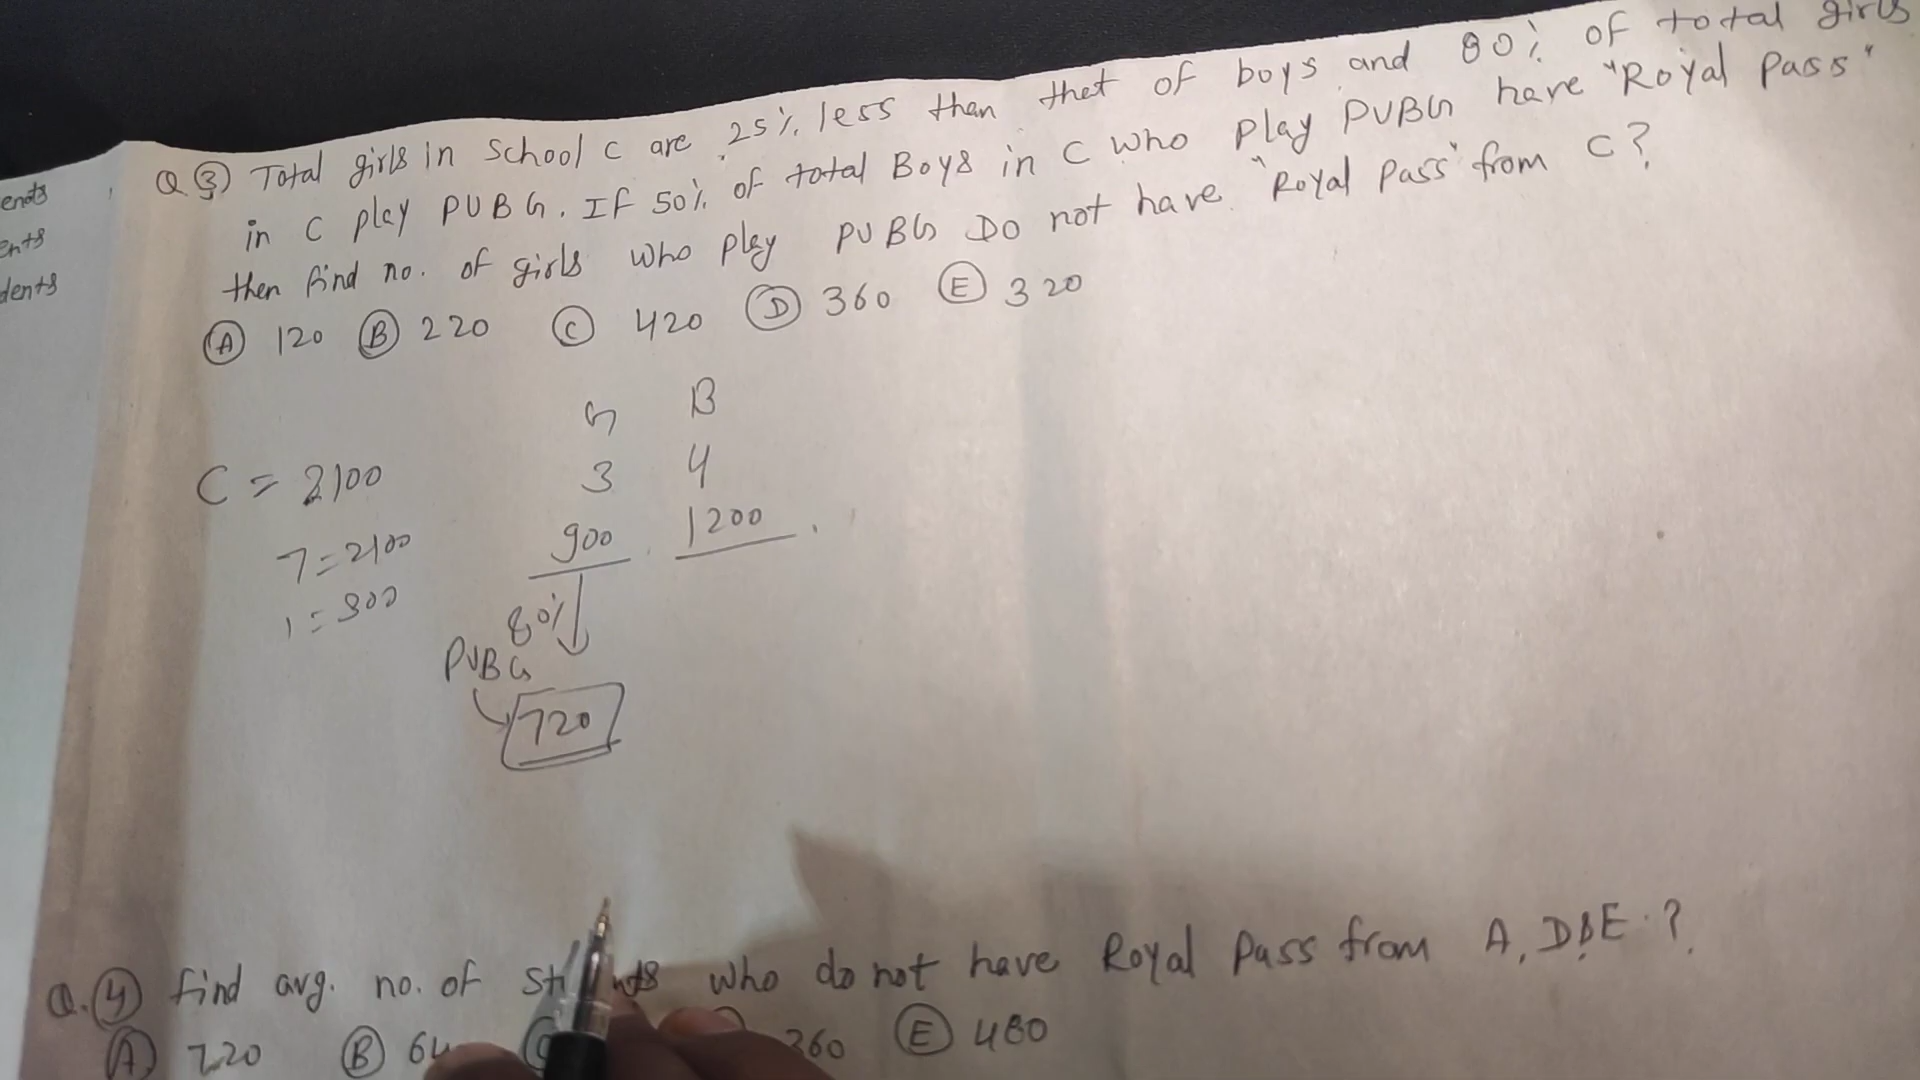 ents
ents
dents
Q(3) Total girls in school C are 25% less than that of boys and 80% of total girls
in C play PUBG. If 50% of total Boys in C who play PUBG have "Royal Pass"
then find no. of girls who play PUBG Do not have "Royal Pass" from C?
(A) 120 (B) 220 (C) 420 (D) 360 (E) 320
G B
C = 2100 3 4
7 = 2100 900 1200
1 = 300
80%
PUBG
720
Q.(4) find avg. no. of who do not have Royal Pass from A, D & E ?
(A) 720 (B) 64 360 (E) 480